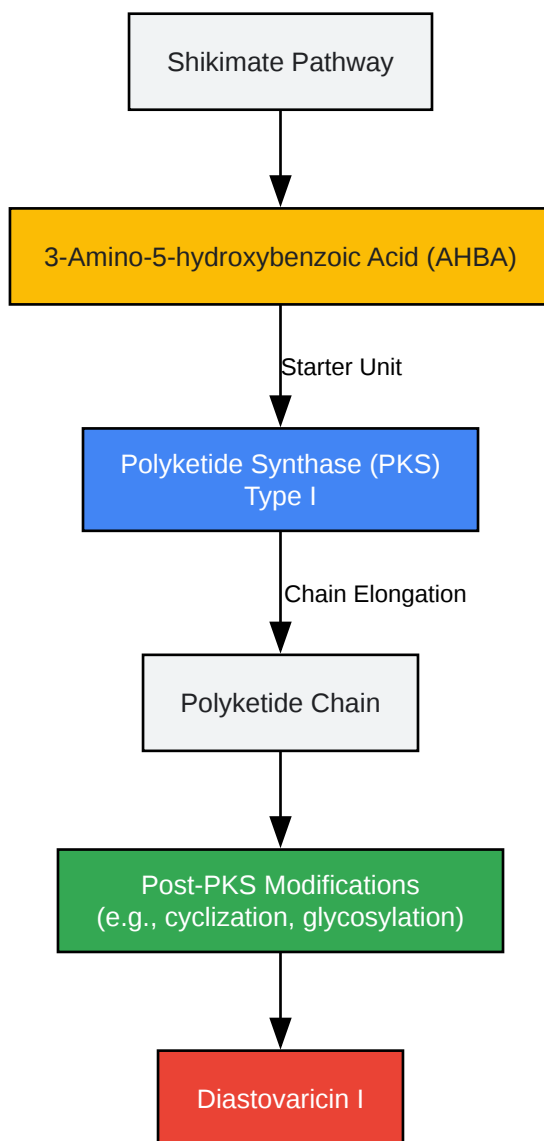 Shikimate Pathway
3-Amino-5-hydroxybenzoic Acid (AHBA)
Starter Unit
Polyketide Synthase (PKS)
Type I
Chain Elongation
Polyketide Chain
Post-PKS Modifications
(e.g., cyclization, glycosylation)
Diastovaricin I